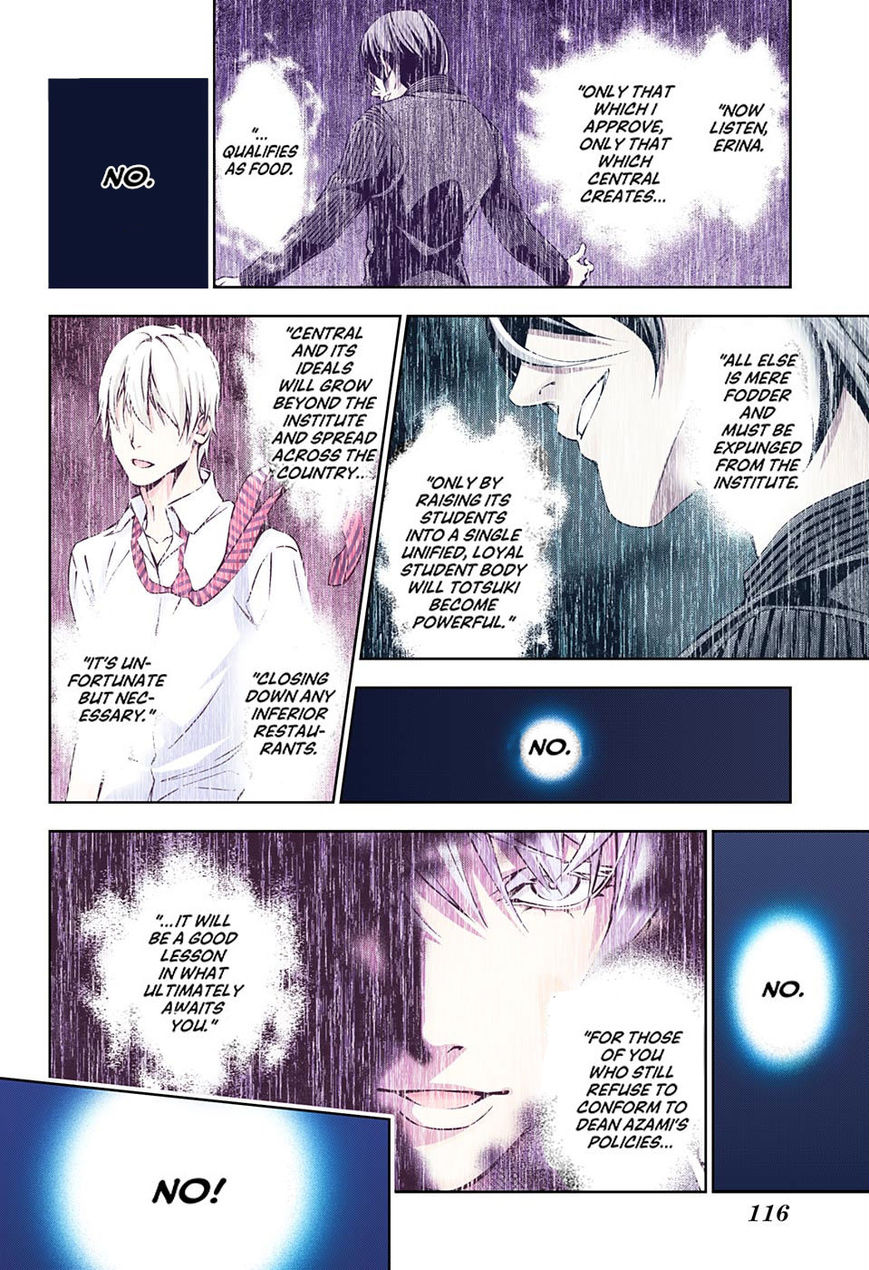 "NOW
LISTEN,
ERINA.
"ONLY THAT
WHICH I
APPROVE,
ONLY THAT
WHICH
CENTRAL
CREATES...
"...
QUALIFIES
AS FOOD.
NO.
"ALL ELSE
IS MERE
FODDER
AND
MUST BE
EXPUNGED
FROM THE
INSTITUTE.
"ONLY BY
RAISING ITS
STUDENTS
INTO A SINGLE
UNIFIED, LOYAL
STUDENT BODY
WILL TOTSUKI
BECOME
POWERFUL."
"CENTRAL
AND ITS
IDEALS
WILL GROW
BEYOND THE
INSTITUTE
AND SPREAD
ACROSS THE
COUNTRY...
"CLOSING
DOWN ANY
INFERIOR
RESTAU-
RANTS.
"IT'S UN-
FORTUNATE
BUT NEC-
ESSARY."
NO.
NO.
"FOR THOSE
OF YOU
WHO STILL
REFUSE TO
CONFORM TO
DEAN AZAMI'S
POLICIES...
"...IT WILL
BE A GOOD
LESSON
IN WHAT
ULTIMATELY
AWAITS
YOU."
NO!
116